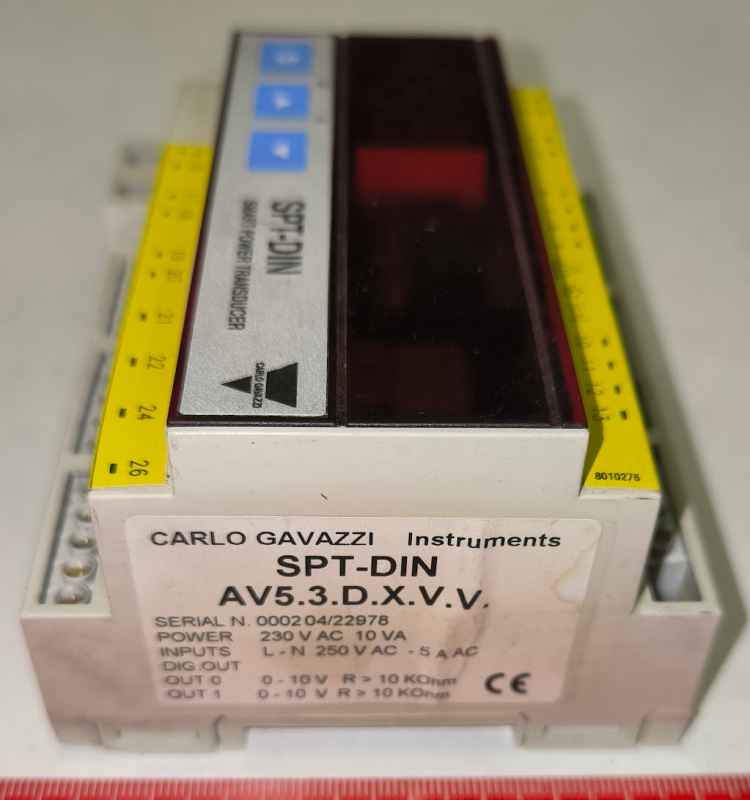 SPT-DIN
SMART POWER TRANSDUCER
CARLO GAVAZZI
20
21
22
24
26
13
8010275
CARLO GAVAZZI Instruments
SPT-DIN
AV5.3.D.X.V.V.
SERIAL N. 000204/22978
POWER 230 V AC 10 VA
INPUTS L - N 250 V AC - 5 A AC
DIG.OUT
OUT 0 0 - 10 V R > 10 KOhm
OUT 1 0 - 10 V R > 10 KOhm
CE